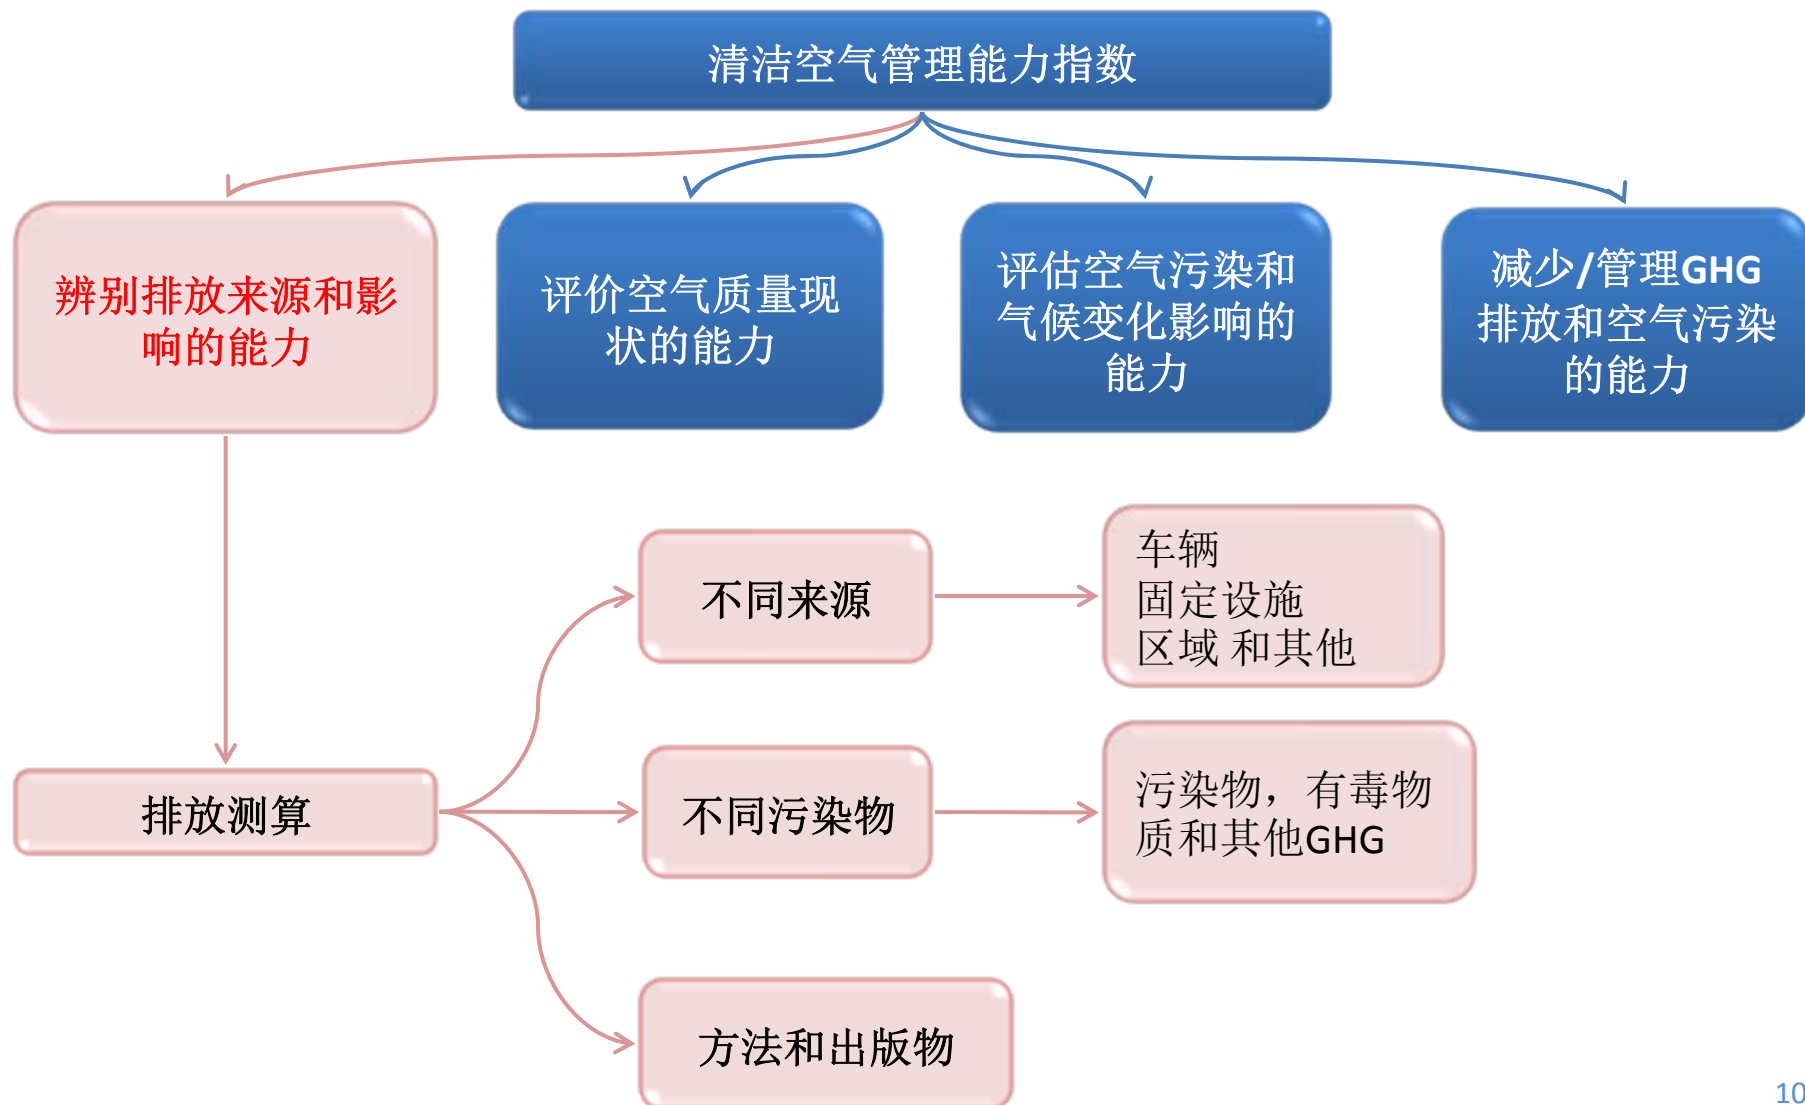 清洁空气管理能力指数
辨别排放来源和影
响的能力
评价空气质量现
状的能力
评估空气污染和
气候变化影响的
能力
减少/管理GHG
排放和空气污染
的能力
不同来源
车辆
固定设施
区域 和其他
排放测算
不同污染物
污染物，有毒物
质和其他GHG
方法和出版物
10